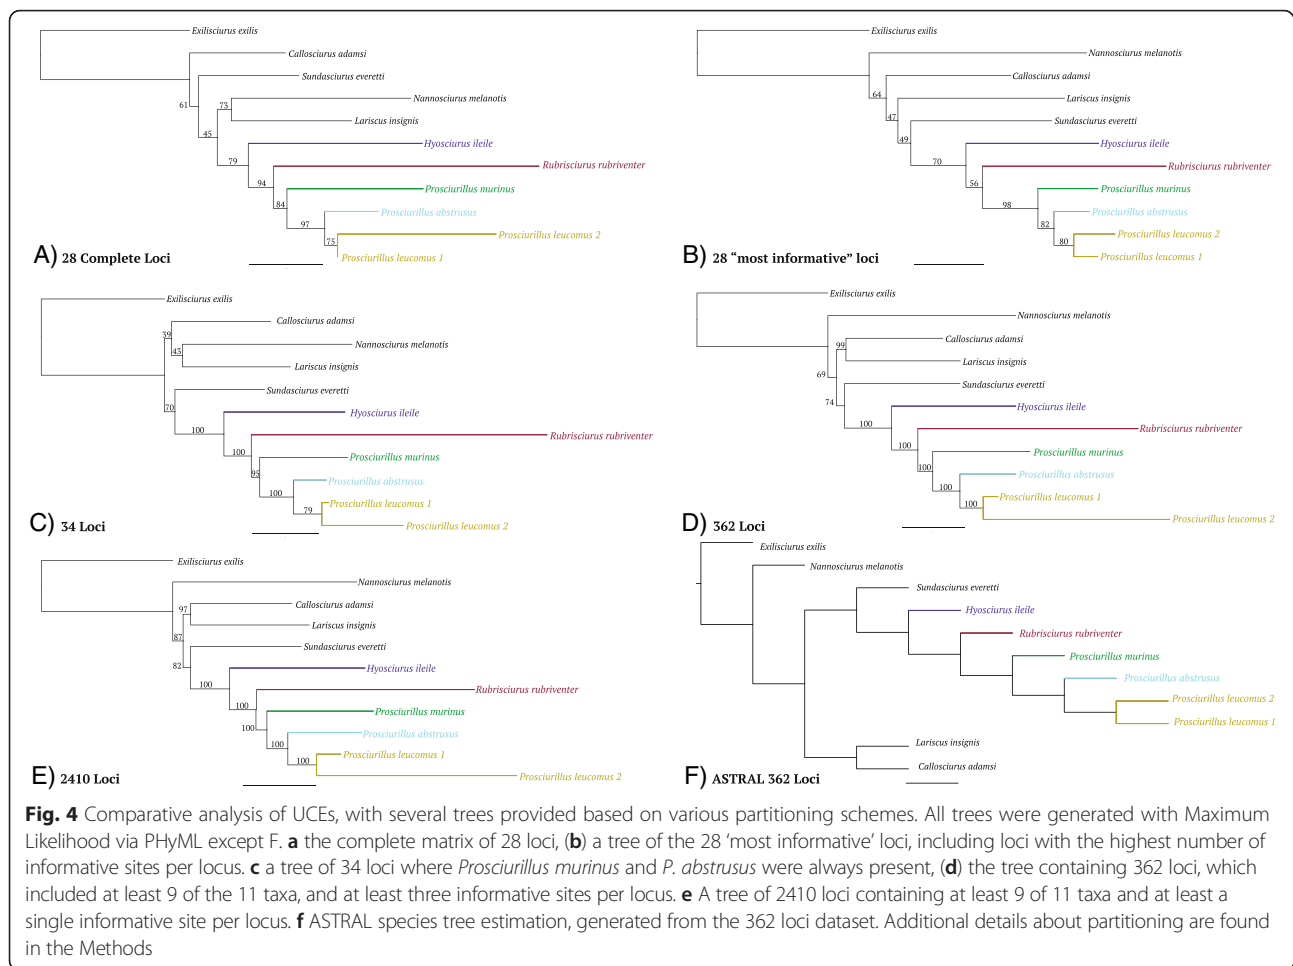 Exilisciurus exilis
Callosciurus adamsi
Sundasciurus everetti
61
73
Nannosciurus melanotis
Lariscus insignis
45
Hyosciurus ileile
79
Rubrisciurus rubriventer
94
Prosciurillus murinus
84
Prosciurillus abstrusus
97
Prosciurillus leucomus 2
75
Prosciurillus leucomus 1
A) 28 Complete Loci
Exilisciurus exilis
Nannosciurus melanotis
Callosciurus adamsi
64
Lariscus insignis
47
Sundasciurus everetti
49
Hyosciurus ileile
70
Rubrisciurus rubriventer
56
Prosciurillus murinus
98
Prosciurillus abstrusus
82
Prosciurillus leucomus 2
80
Prosciurillus leucomus 1
B) 28 "most informative" loci
Exilisciurus exilis
Callosciurus adamsi
39
Nannosciurus melanotis
43
Lariscus insignis
Sundasciurus everetti
70
Hyosciurus ileile
100
Rubrisciurus rubriventer
100
Prosciurillus murinus
95
Prosciurillus abstrusus
100
Prosciurillus leucomus 1
79
Prosciurillus leucomus 2
C) 34 Loci
Exilisciurus exilis
Nannosciurus melanotis
Callosciurus adamsi
99
Lariscus insignis
69
Sundasciurus everetti
74
Hyosciurus ileile
100
Rubrisciurus rubriventer
100
Prosciurillus murinus
100
Prosciurillus abstrusus
100
Prosciurillus leucomus 1
100
Prosciurillus leucomus 2
D) 362 Loci
Exilisciurus exilis
Nannosciurus melanotis
Callosciurus adamsi
97
Lariscus insignis
87
Sundasciurus everetti
82
Hyosciurus ileile
100
Rubrisciurus rubriventer
100
Prosciurillus murinus
100
Prosciurillus abstrusus
Prosciurillus leucomus 1
100
Prosciurillus leucomus 2
E) 2410 Loci
Exilisciurus exilis
Nannosciurus melanotis
Sundasciurus everetti
Hyosciurus ileile
Rubrisciurus rubriventer
Prosciurillus murinus
Prosciurillus abstrusus
Prosciurillus leucomus 2
Prosciurillus leucomus 1
Lariscus insignis
Callosciurus adamsi
F) ASTRAL 362 Loci
Fig. 4 Comparative analysis of UCEs, with several trees provided based on various partitioning schemes. All trees were generated with Maximum
Likelihood via PHyML except F. a the complete matrix of 28 loci, (b) a tree of the 28 'most informative' loci, including loci with the highest number of
informative sites per locus. c a tree of 34 loci where Prosciurillus murinus and P. abstrusus were always present, (d) the tree containing 362 loci, which
included at least 9 of the 11 taxa, and at least three informative sites per locus. e A tree of 2410 loci containing at least 9 of 11 taxa and at least a
single informative site per locus. f ASTRAL species tree estimation, generated from the 362 loci dataset. Additional details about partitioning are found
in the Methods